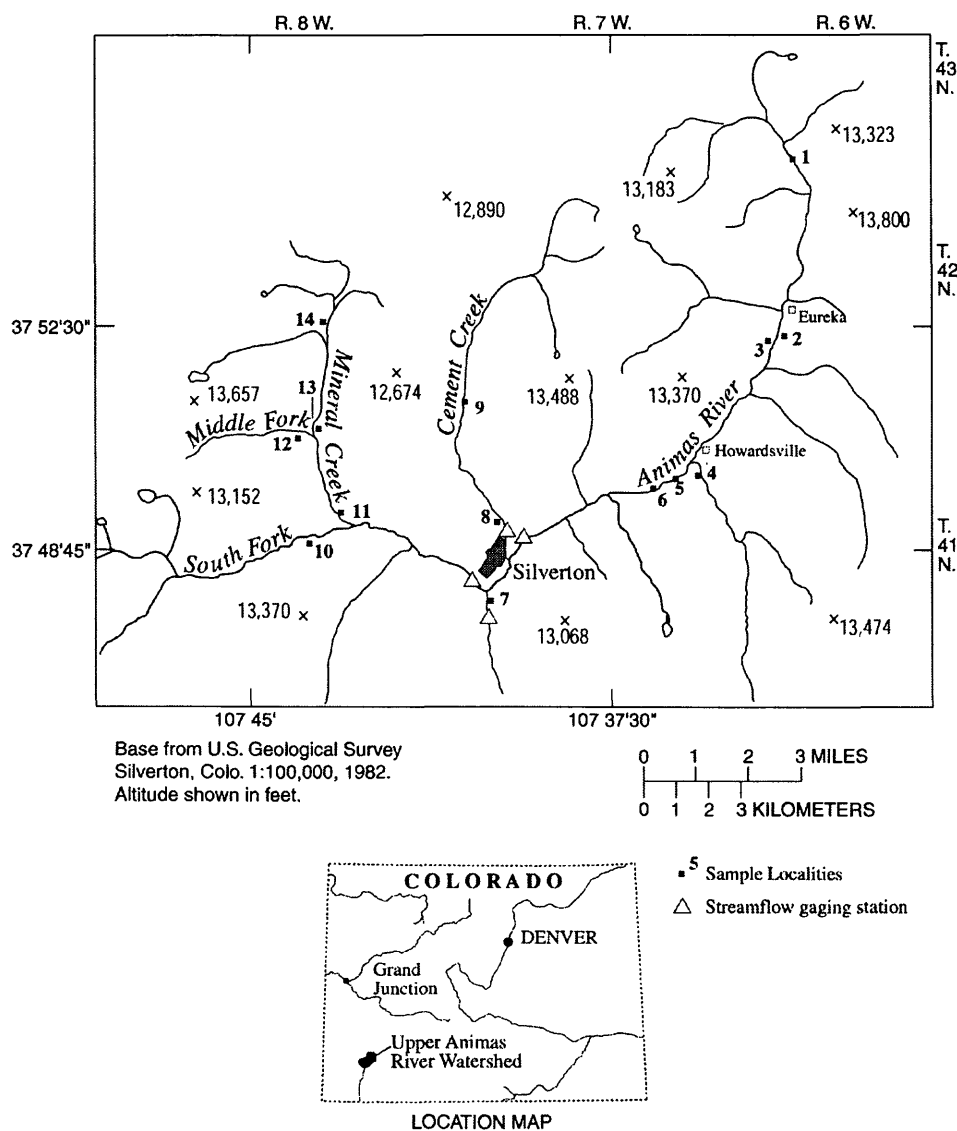 R. 8 W.
R. 7 W.
R. 6 W.
T.
43
N.
13,323
1
13,183
12,890
13,800
T.
42
N.
37 52'30"
14
Eureka
2
3
Mineral Creek
Cement Creek
12,674
13,657
13
13,488
13,370
9
Middle Fork
12
Animas River
Howardsville
4
5
6
13,152
11
8
37 48'45"
South Fork
10
T.
41
N.
Silverton
7
13,370
13,068
13,474
107 45'
107 37'30"
Base from U.S. Geological Survey
Silverton, Colo. 1:100,000, 1982.
Altitude shown in feet.
0 1 2 3 MILES
0 1 2 3 KILOMETERS
5 Sample Localities
Streamflow gaging station
COLORADO
DENVER
Grand
Junction
Upper Animas
River Watershed
LOCATION MAP